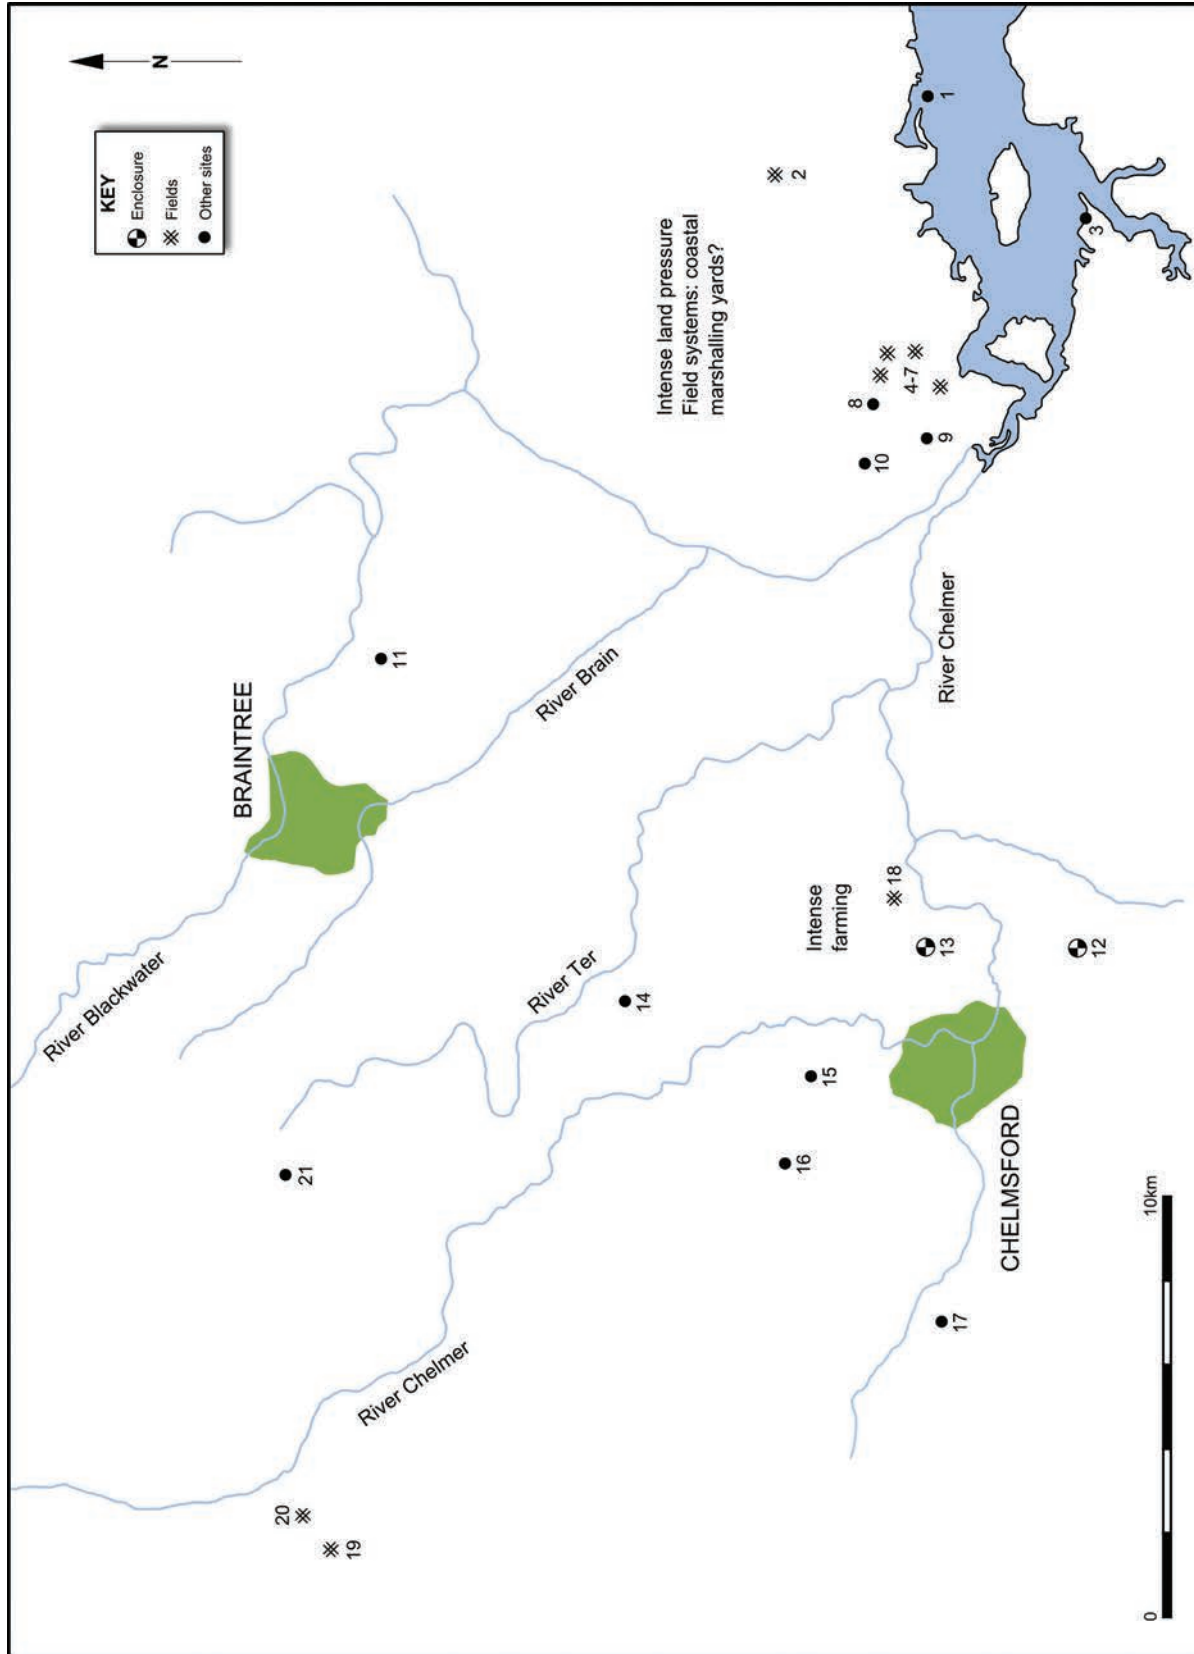 N
KEY
Enclosure
Fields
Other sites
River Blackwater
BRAINTREE
21
11
20
19
River Chelmer
River Ter
River Brain
14
Intense land pressure
Field systems: coastal
marshalling yards?
2
16
15
Intense
farming
18
10
8
4-7
9
1
17
13
River Chelmer
CHELMSFORD
12
3
0
10km